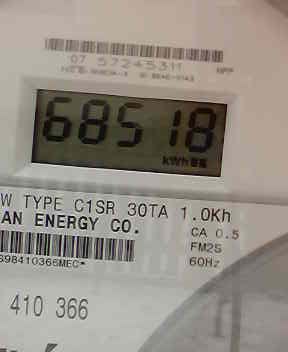 07 57245311
68518
kWh
W TYPE C1SR 30TA 1.0Kh
AN ENERGY CO.
CA 0.5
FM2S
60Hz
698410366MEC*
410 366